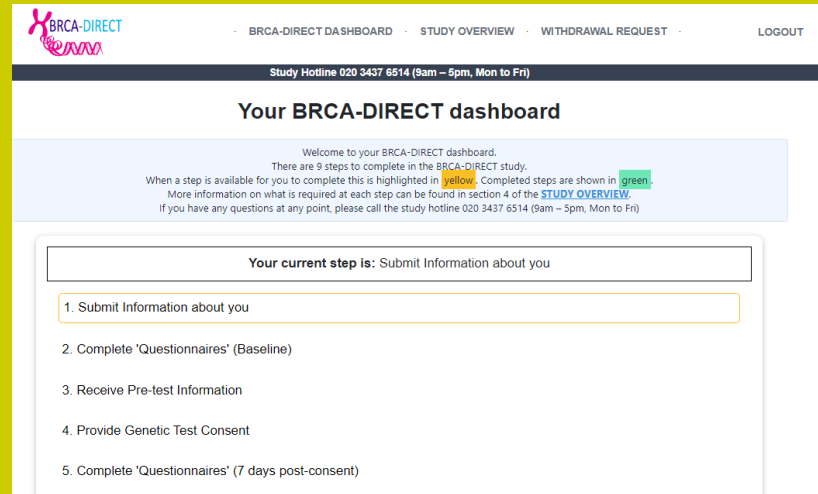 BRCA-DIRECT
· BRCA-DIRECT DASHBOARD · STUDY OVERVIEW · WITHDRAWAL REQUEST · LOGOUT
Study Hotline 020 3437 6514 (9am – 5pm, Mon to Fri)
Your BRCA-DIRECT dashboard
Welcome to your BRCA-DIRECT dashboard.
There are 9 steps to complete in the BRCA-DIRECT study.
When a step is available for you to complete this is highlighted in yellow. Completed steps are shown in green.
More information on what is required at each step can be found in section 4 of the STUDY OVERVIEW.
If you have any questions at any point, please call the study hotline 020 3437 6514 (9am – 5pm, Mon to Fri)
Your current step is: Submit Information about you
1. Submit Information about you
2. Complete 'Questionnaires' (Baseline)
3. Receive Pre-test Information
4. Provide Genetic Test Consent
5. Complete 'Questionnaires' (7 days post-consent)